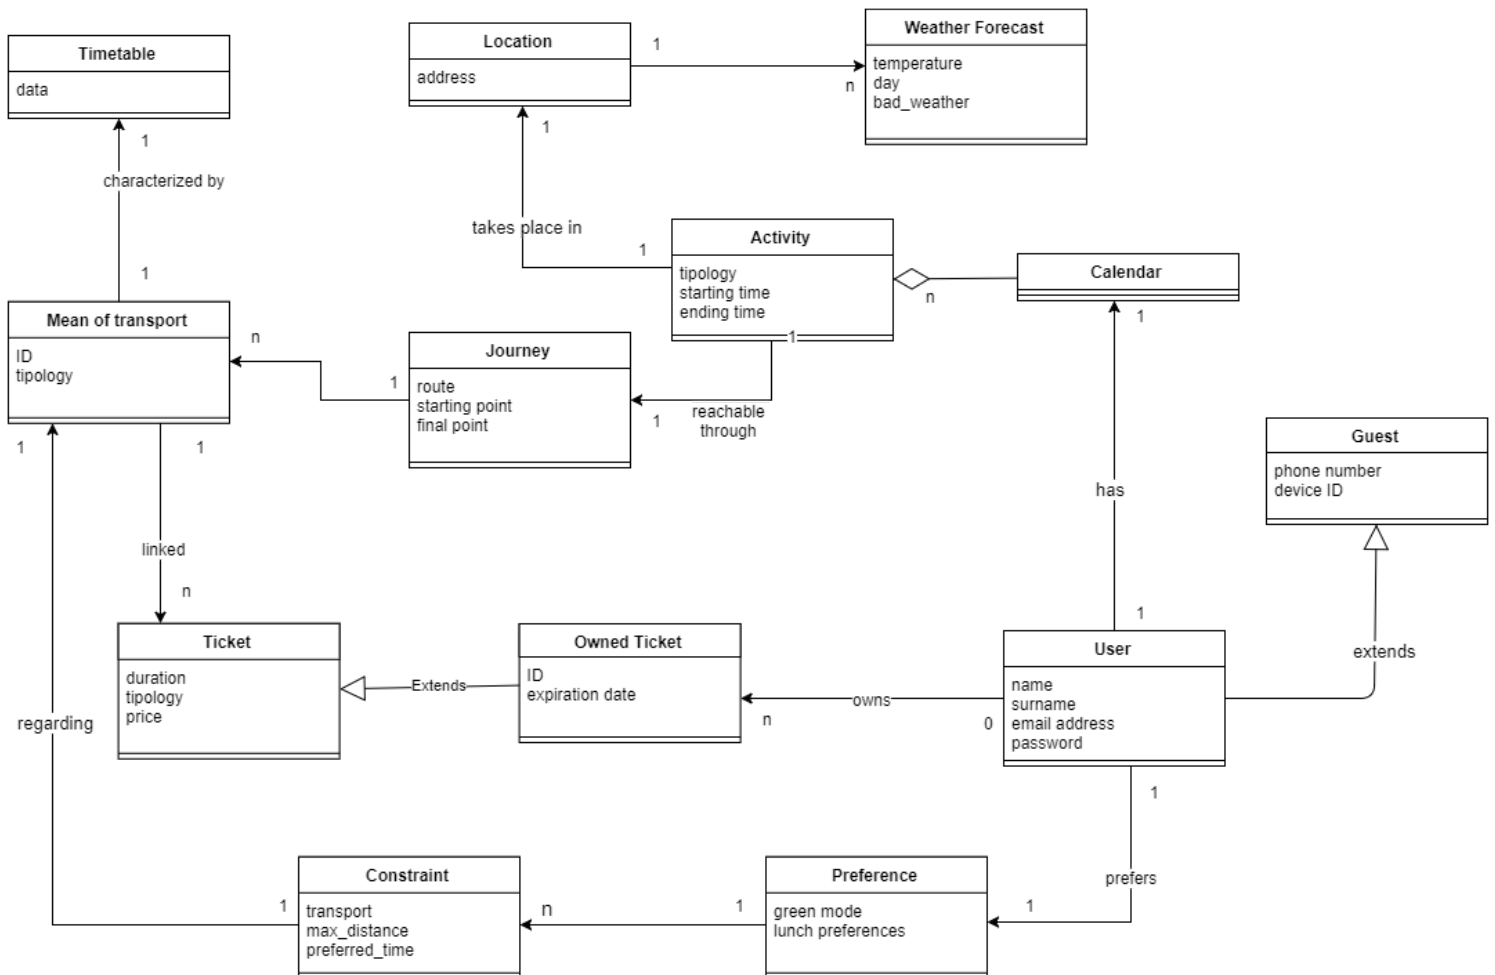 Timetable
data
1
characterized by
1
Location
address
1
n
Weather Forecast
temperature
day
bad_weather
1
takes place in
1
Activity
tipology
starting time
ending time
1
n
Calendar
1
has
1
Mean of transport
ID
tipology
n
1
Journey
route
starting point
final point
1
reachable
through
1
1
linked
n
Guest
phone number
device ID
extends
Ticket
duration
tipology
price
Extends
Owned Ticket
ID
expiration date
n
owns
0
User
name
surname
email address
password
1
prefers
1
regarding
1
Constraint
transport
max_distance
preferred_time
n
1
Preference
green mode
lunch preferences